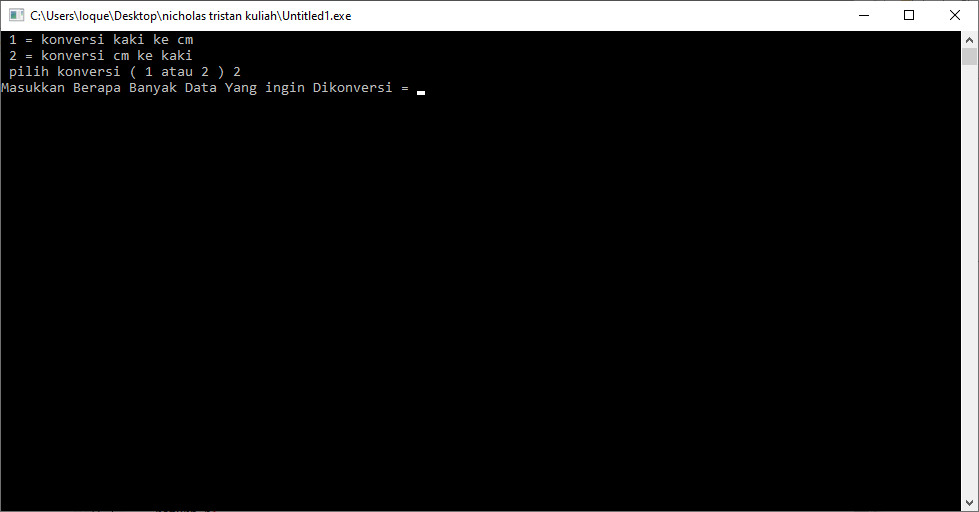 C:\Users\loque\Desktop\nicholas tristan kuliah\Untitled1.exe
1 = konversi kaki ke cm
2 = konversi cm ke kaki
pilih konversi ( 1 atau 2 ) 2
Masukkan Berapa Banyak Data Yang ingin Dikonversi =